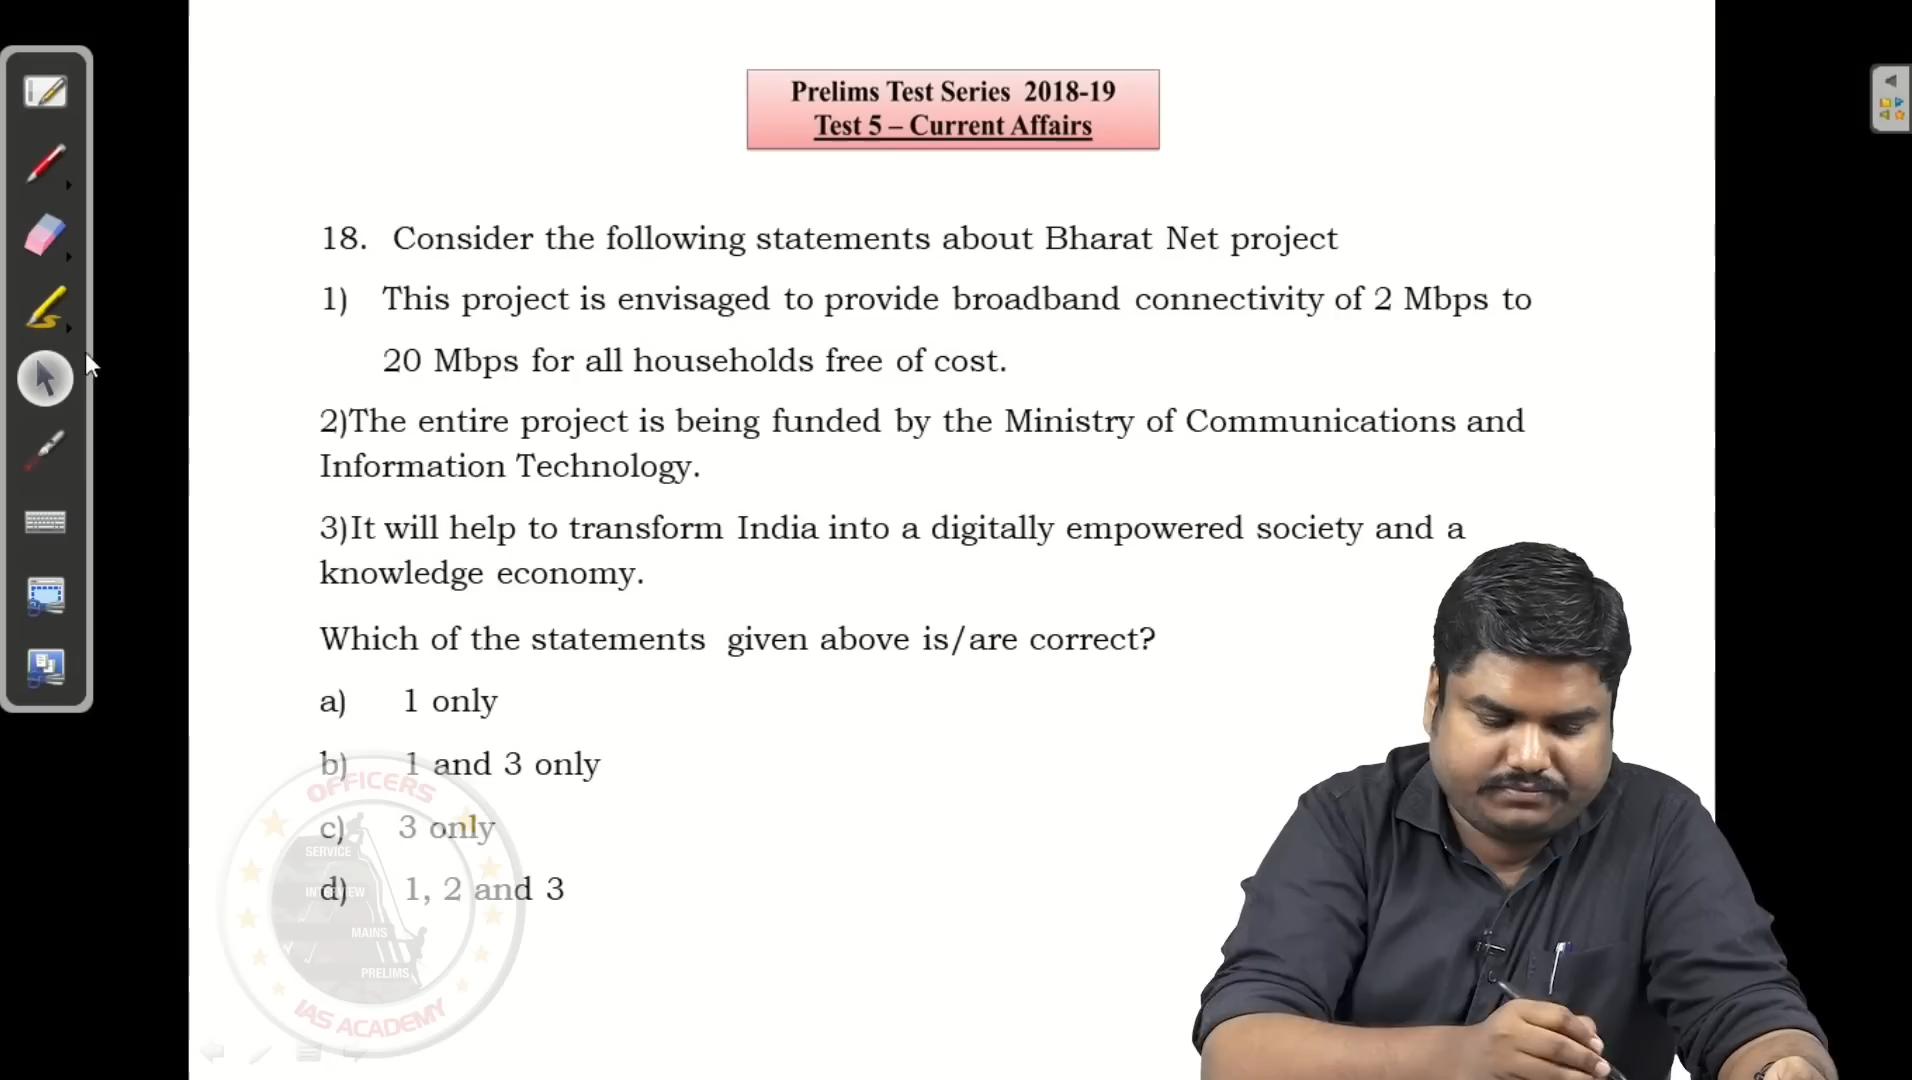 Prelims Test Series 2018-19
Test 5 – Current Affairs
18. Consider the following statements about Bharat Net project
1) This project is envisaged to provide broadband connectivity of 2 Mbps to
20 Mbps for all households free of cost.
2)The entire project is being funded by the Ministry of Communications and
Information Technology.
3)It will help to transform India into a digitally empowered society and a
knowledge economy.
Which of the statements given above is/are correct?
a) 1 only
b) 1 and 3 only
c) 3 only
d) 1, 2 and 3
OFFICERS
SERVICE
INTERVIEW
MAINS
PRELIMS
IAS ACADEMY